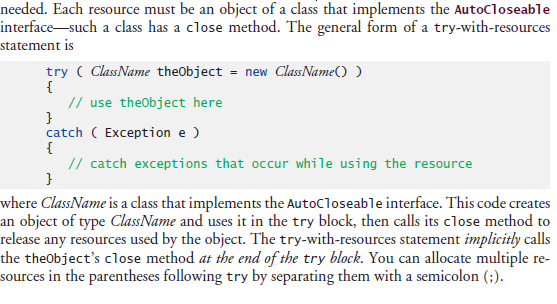 needed. Each resource must be an object of a class that implements the AutoCloseable
interface—such a class has a close method. The general form of a try-with-resources
statement is
try ( ClassName theObject = new ClassName() )
{
// use theObject here
}
catch ( Exception e )
{
// catch exceptions that occur while using the resource
}
where ClassName is a class that implements the AutoCloseable interface. This code creates
an object of type ClassName and uses it in the try block, then calls its close method to
release any resources used by the object. The try-with-resources statement implicitly calls
the theObject's close method at the end of the try block. You can allocate multiple re-
sources in the parentheses following try by separating them with a semicolon (;).